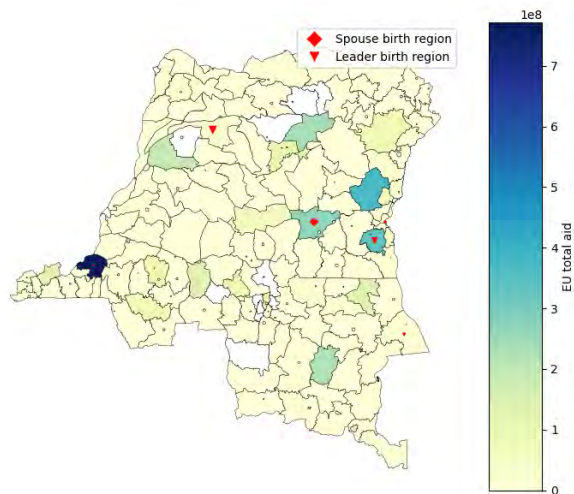 1e8
Spouse birth region
Leader birth region
7
6
5
4
3
2
1
0
EU total aid